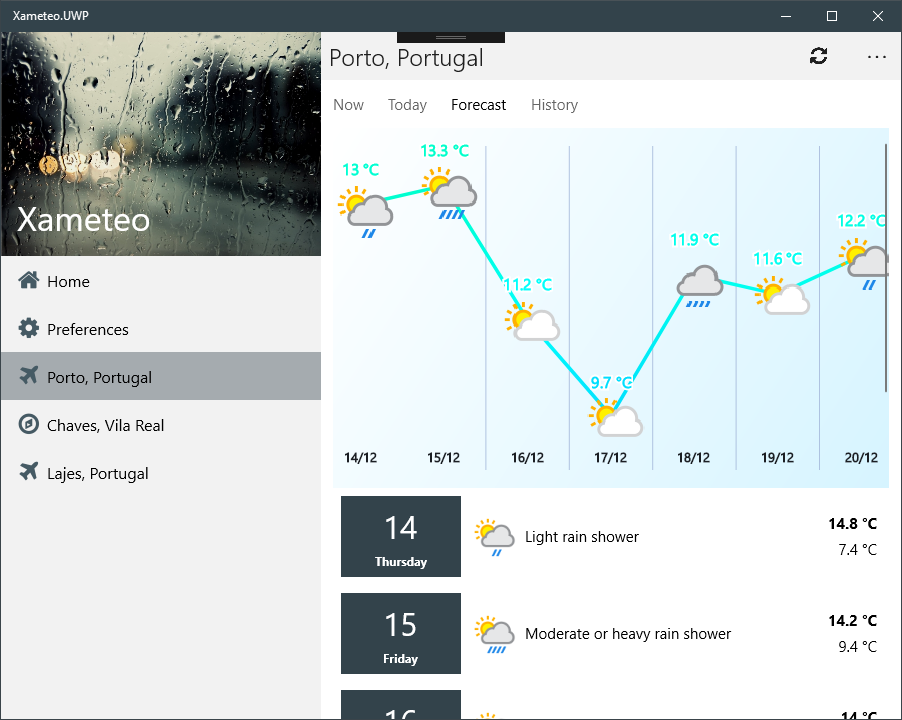 Xameteo.UWP
Xameteo
Home
Preferences
Porto, Portugal
Chaves, Vila Real
Lajes, Portugal
Porto, Portugal
Now Today Forecast History
13 °C 13.3 °C 11.2 °C 9.7 °C 11.9 °C 11.6 °C 12.2 °C
14/12 15/12 16/12 17/12 18/12 19/12 20/12
14
Thursday
Light rain shower
14.8 °C
7.4 °C
15
Friday
Moderate or heavy rain shower
14.2 °C
9.4 °C
16
14 °C